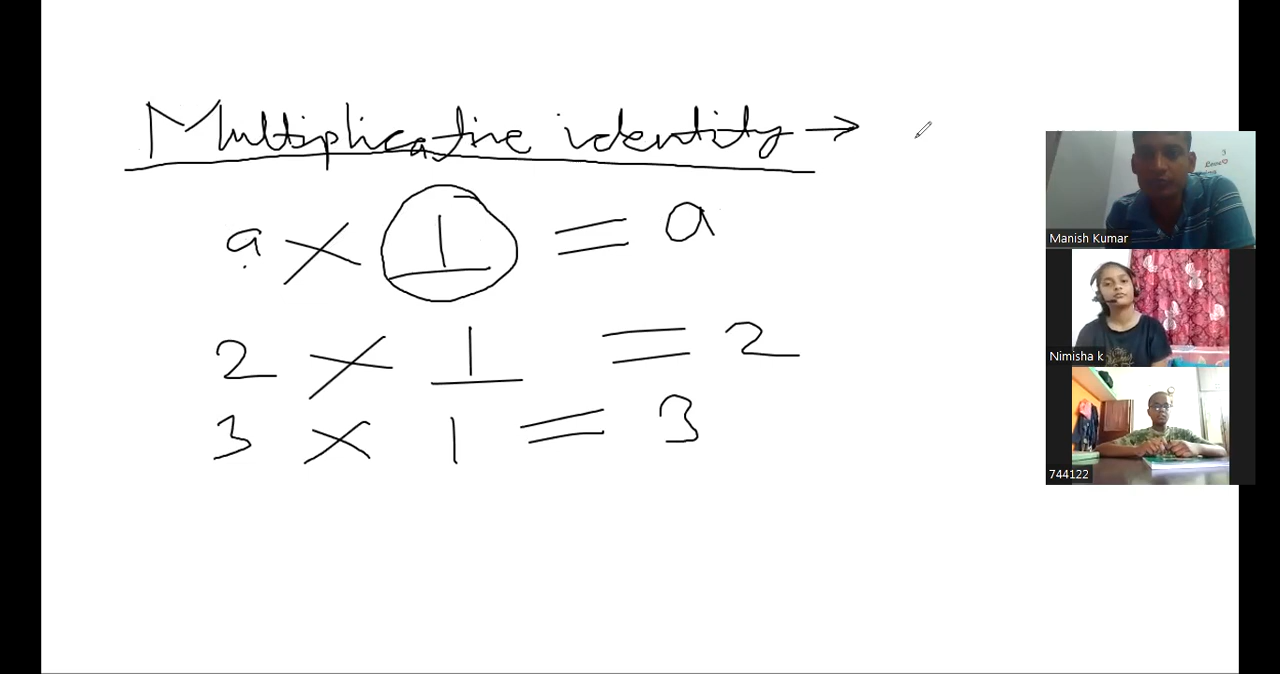 Multiplicative identity →
a × 1 = a
2 × 1 = 2
3 × 1 = 3
Manish Kumar
Nimisha k
744122